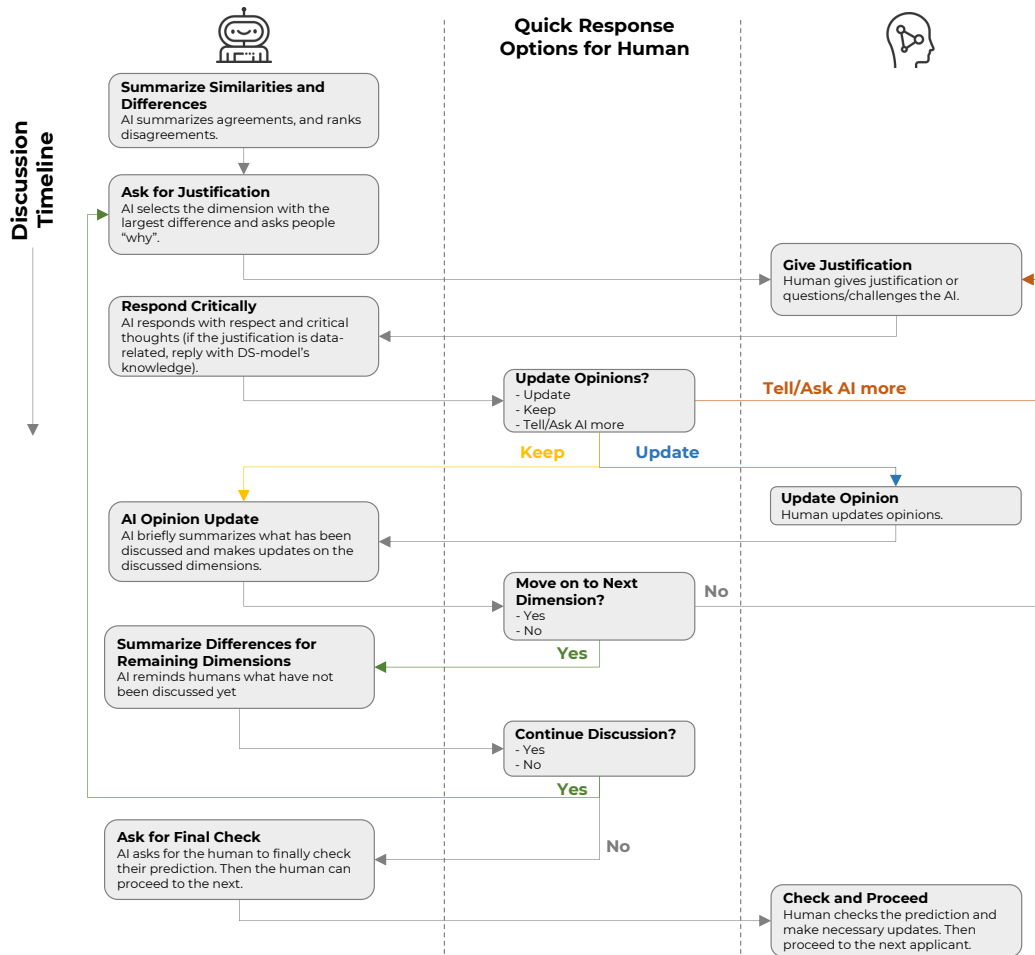 Quick Response
Options for Human
Discussion
Timeline
Summarize Similarities and
Differences
AI summarizes agreements, and ranks
disagreements.
Ask for Justification
AI selects the dimension with the
largest difference and asks people
“why”.
Give Justification
Human gives justification or
questions/challenges the AI.
Respond Critically
AI responds with respect and critical
thoughts (if the justification is data-
related, reply with DS-model’s
knowledge).
Update Opinions?
- Update
- Keep
- Tell/Ask AI more
Tell/Ask AI more
Keep
Update
Update Opinion
Human updates opinions.
AI Opinion Update
AI briefly summarizes what has been
discussed and makes updates on the
discussed dimensions.
Move on to Next
Dimension?
- Yes
- No
No
Yes
Summarize Differences for
Remaining Dimensions
AI reminds humans what have not
been discussed yet
Continue Discussion?
- Yes
- No
Yes
No
Ask for Final Check
AI asks for the human to finally check
their prediction. Then the human can
proceed to the next.
Check and Proceed
Human checks the prediction and
make necessary updates. Then
proceed to the next applicant.